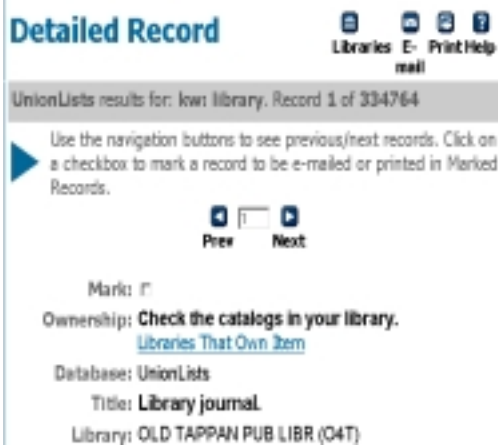 Detailed Record
Libraries E-mail Print Help
UnionLists results for: kw: library. Record 1 of 334764
Use the navigation buttons to see previous/next records. Click on
a checkbox to mark a record to be e-mailed or printed in Marked
Records.
1
Prev Next
Mark:
Ownership: Check the catalogs in your library.
Libraries That Own Item
Database: UnionLists
Title: Library journal.
Library: OLD TAPPAN PUB LIBR (O4T)